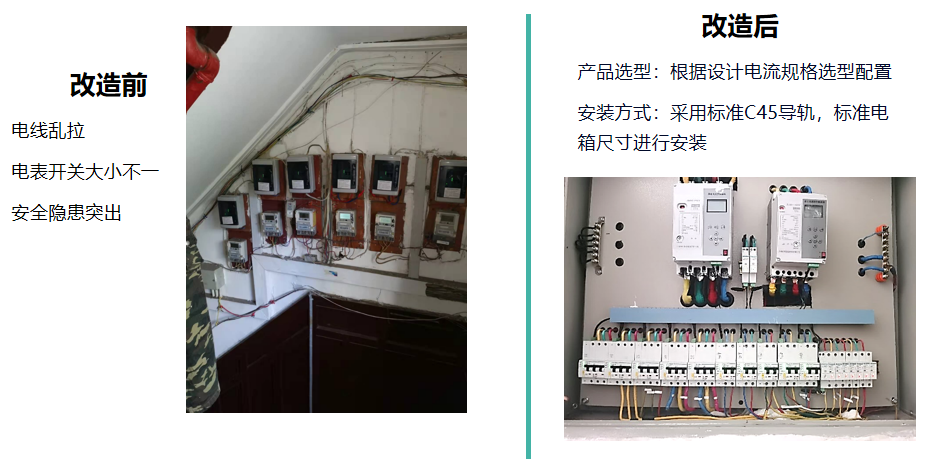 改造前
电线乱拉
电表开关大小不一
安全隐患突出
改造后
产品选型：根据设计电流规格选型配置
安装方式：采用标准C45导轨，标准电
箱尺寸进行安装